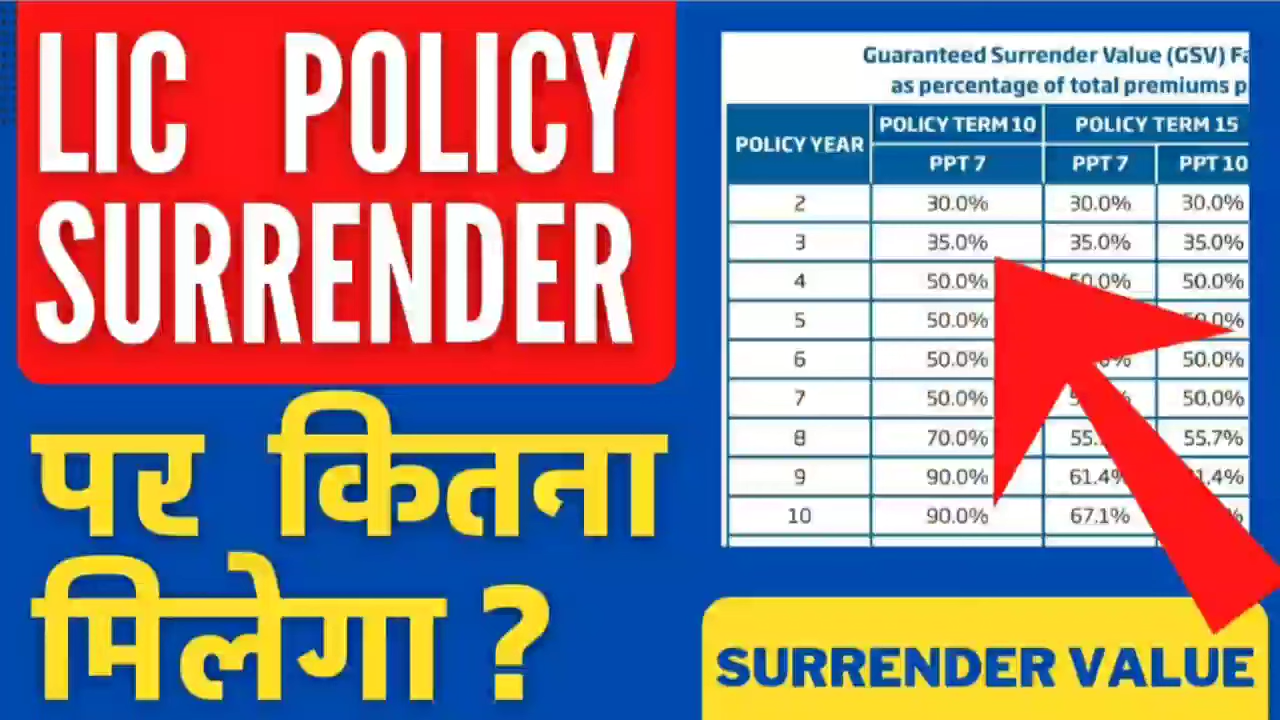 LIC POLICY
SURRENDER
पर कितना
मिलेगा ?
Guaranteed Surrender Value (GSV)
as percentage of total premiums
POLICY YEAR POLICY TERM 10 POLICY TERM 15
PPT 7 PPT 7 PPT 10
2 30.0% 30.0% 30.0%
3 35.0% 35.0% 35.0%
4 50.0% 50.0%
5 50.0%
6 50.0% 50.0%
7 50.0% 50.0%
8 70.0% 55.7%
9 90.0% 61.4%
10 90.0% 67.1%
SURRENDER VALUE